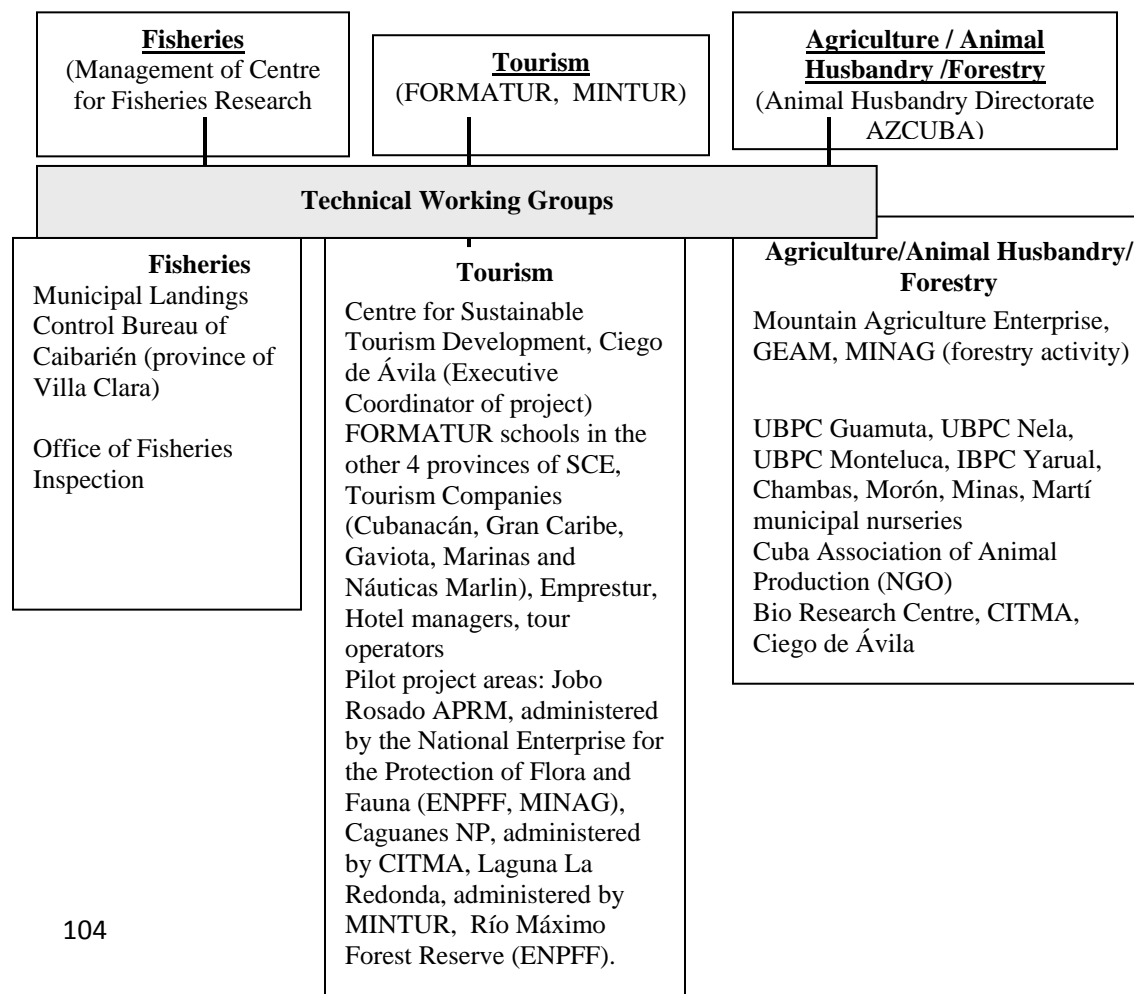 Fisheries
(Management of Centre
for Fisheries Research
Tourism
(FORMATUR, MINTUR)
Agriculture / Animal
Husbandry /Forestry
(Animal Husbandry Directorate
AZCUBA)
Technical Working Groups
Fisheries
Municipal Landings
Control Bureau of
Caibarién (province of
Villa Clara)
Office of Fisheries
Inspection
Tourism
Centre for Sustainable
Tourism Development, Ciego
de Ávila (Executive
Coordinator of project)
FORMATUR schools in the
other 4 provinces of SCE,
Tourism Companies
(Cubanacán, Gran Caribe,
Gaviota, Marinas and
Náuticas Marlin), Emprestur,
Hotel managers, tour
operators
Pilot project areas: Jobo
Rosado APRM, administered
by the National Enterprise for
the Protection of Flora and
Fauna (ENPFF, MINAG),
Caguanes NP, administered
by CITMA, Laguna La
Redonda, administered by
MINTUR, Río Máximo
Forest Reserve (ENPFF).
Agriculture/Animal Husbandry/
Forestry
Mountain Agriculture Enterprise,
GEAM, MINAG (forestry activity)
UBPC Guamuta, UBPC Nela,
UBPC Monteluca, IBPC Yarual,
Chambas, Morón, Minas, Martí
municipal nurseries
Cuba Association of Animal
Production (NGO)
Bio Research Centre, CITMA,
Ciego de Ávila
104